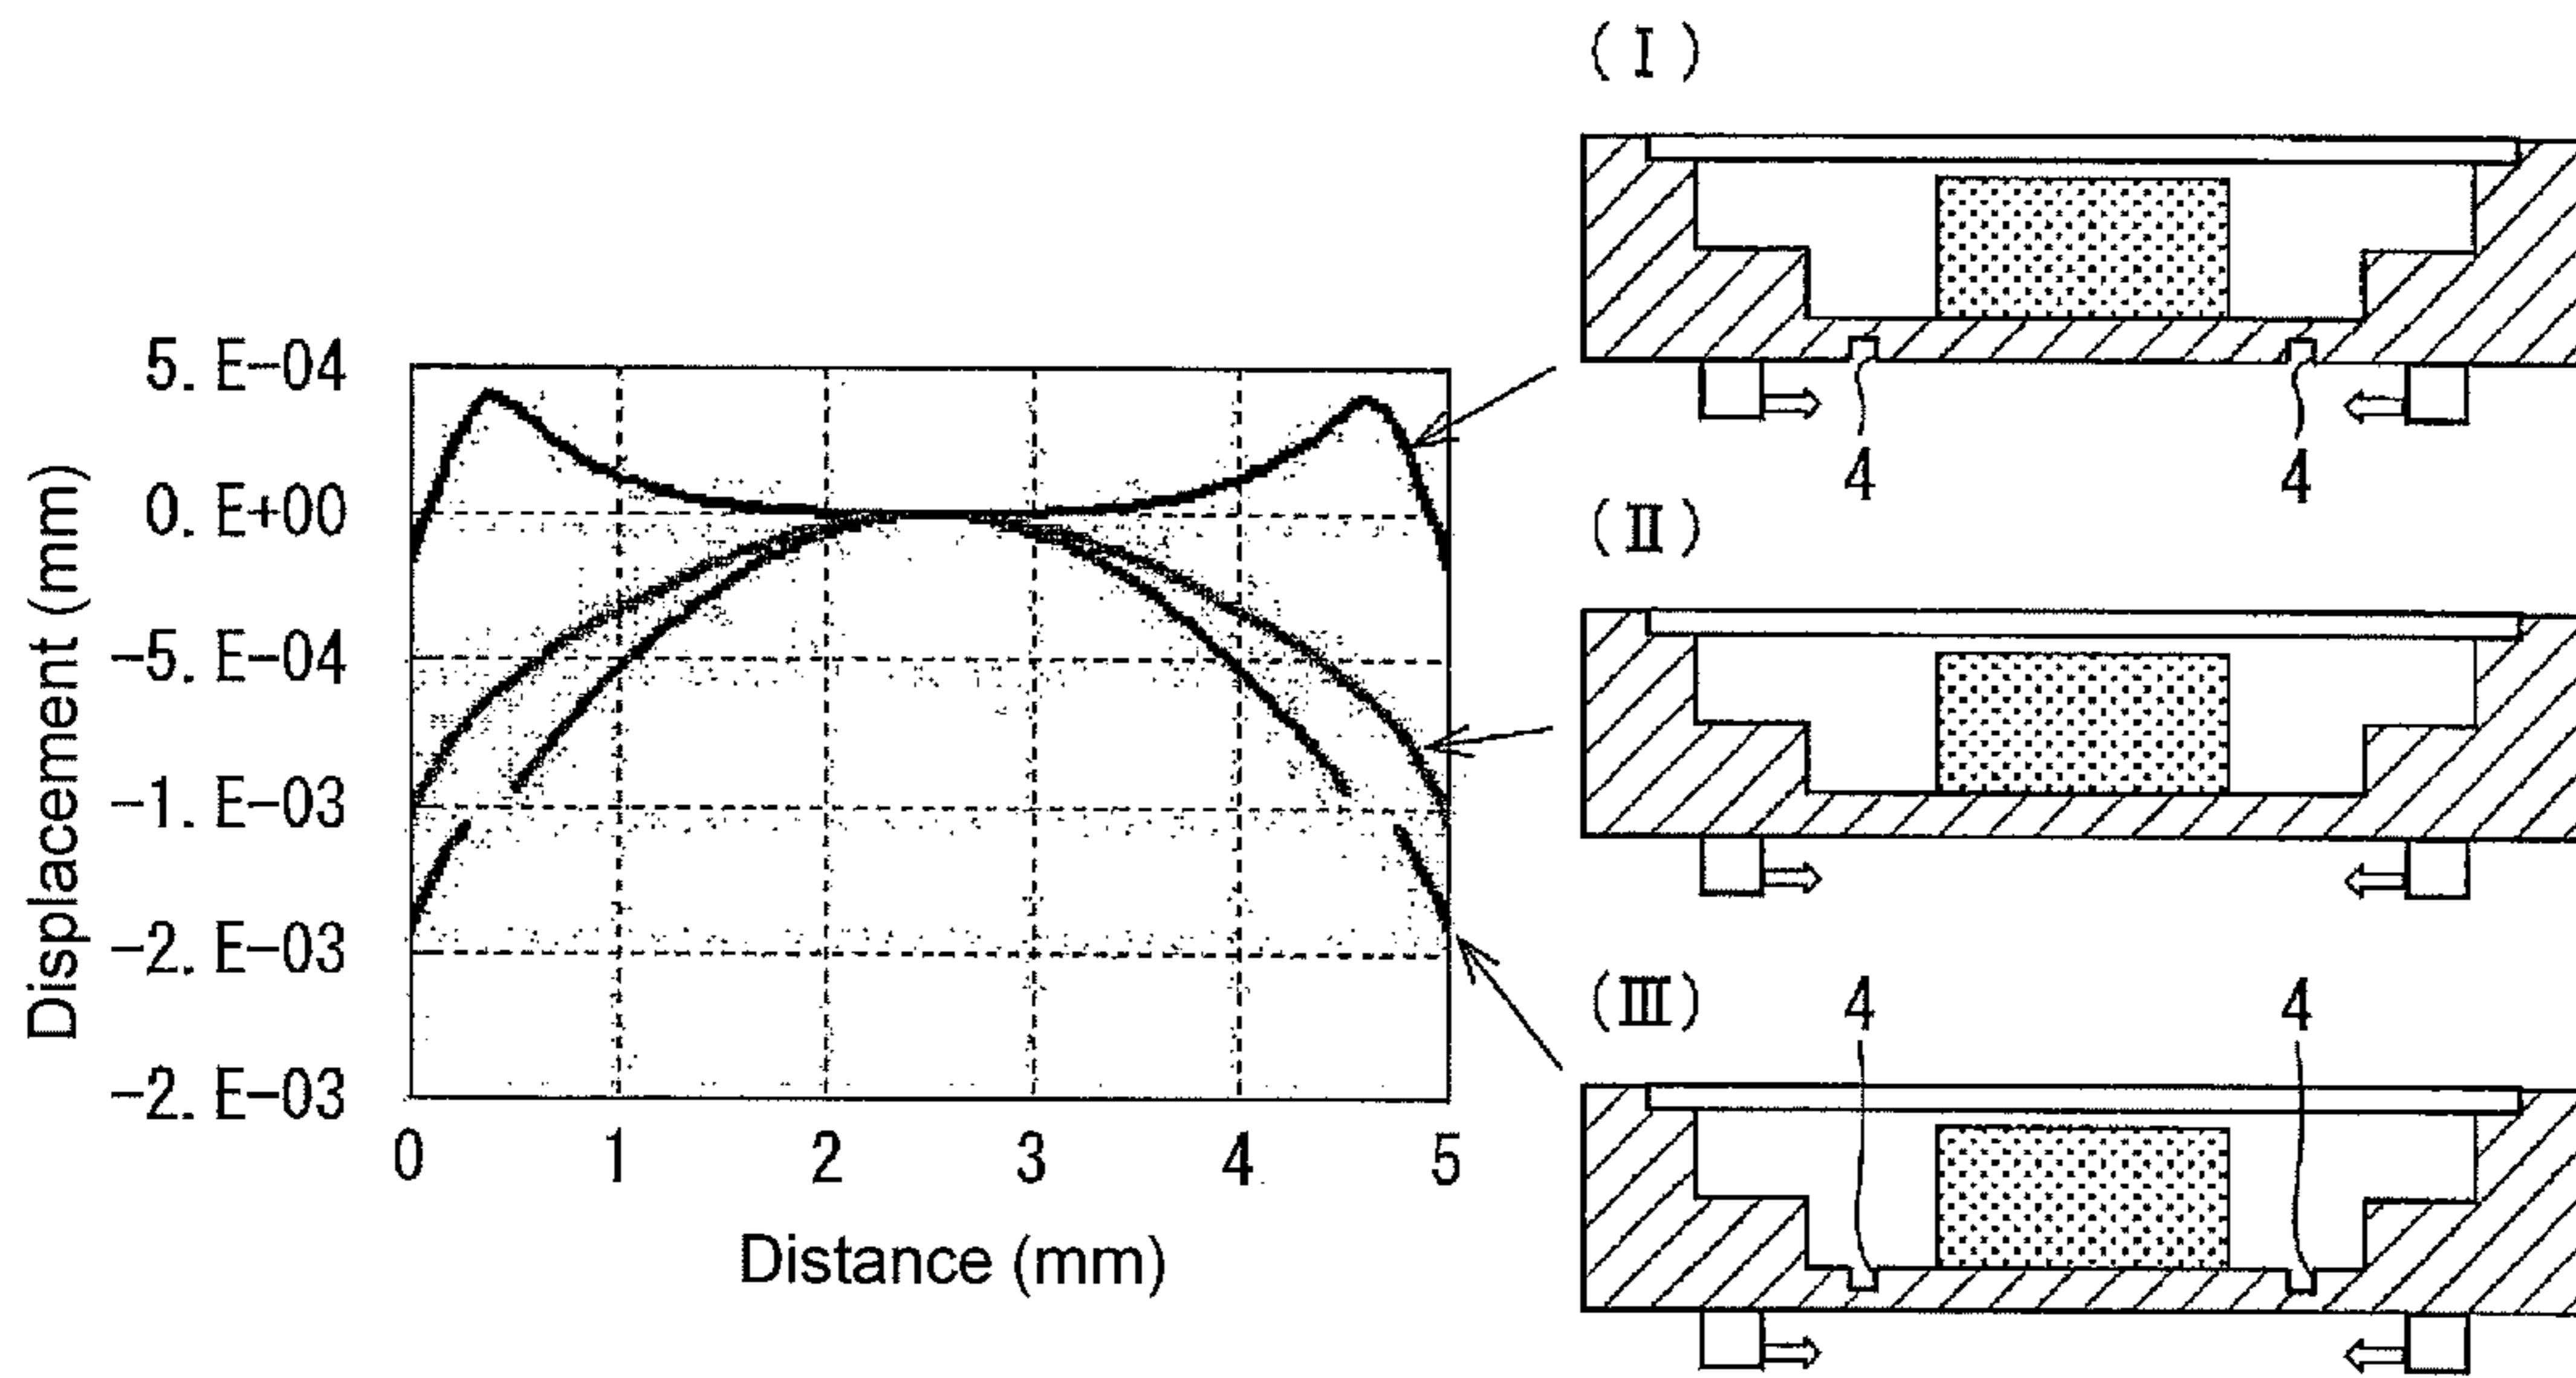 (Ⅰ)
4 4
(Ⅱ)
(Ⅲ)
4 4
Displacement (mm)
5. E-04
0. E+00
-5. E-04
-1. E-03
-2. E-03
-2. E-03
0 1 2 3 4 5
Distance (mm)